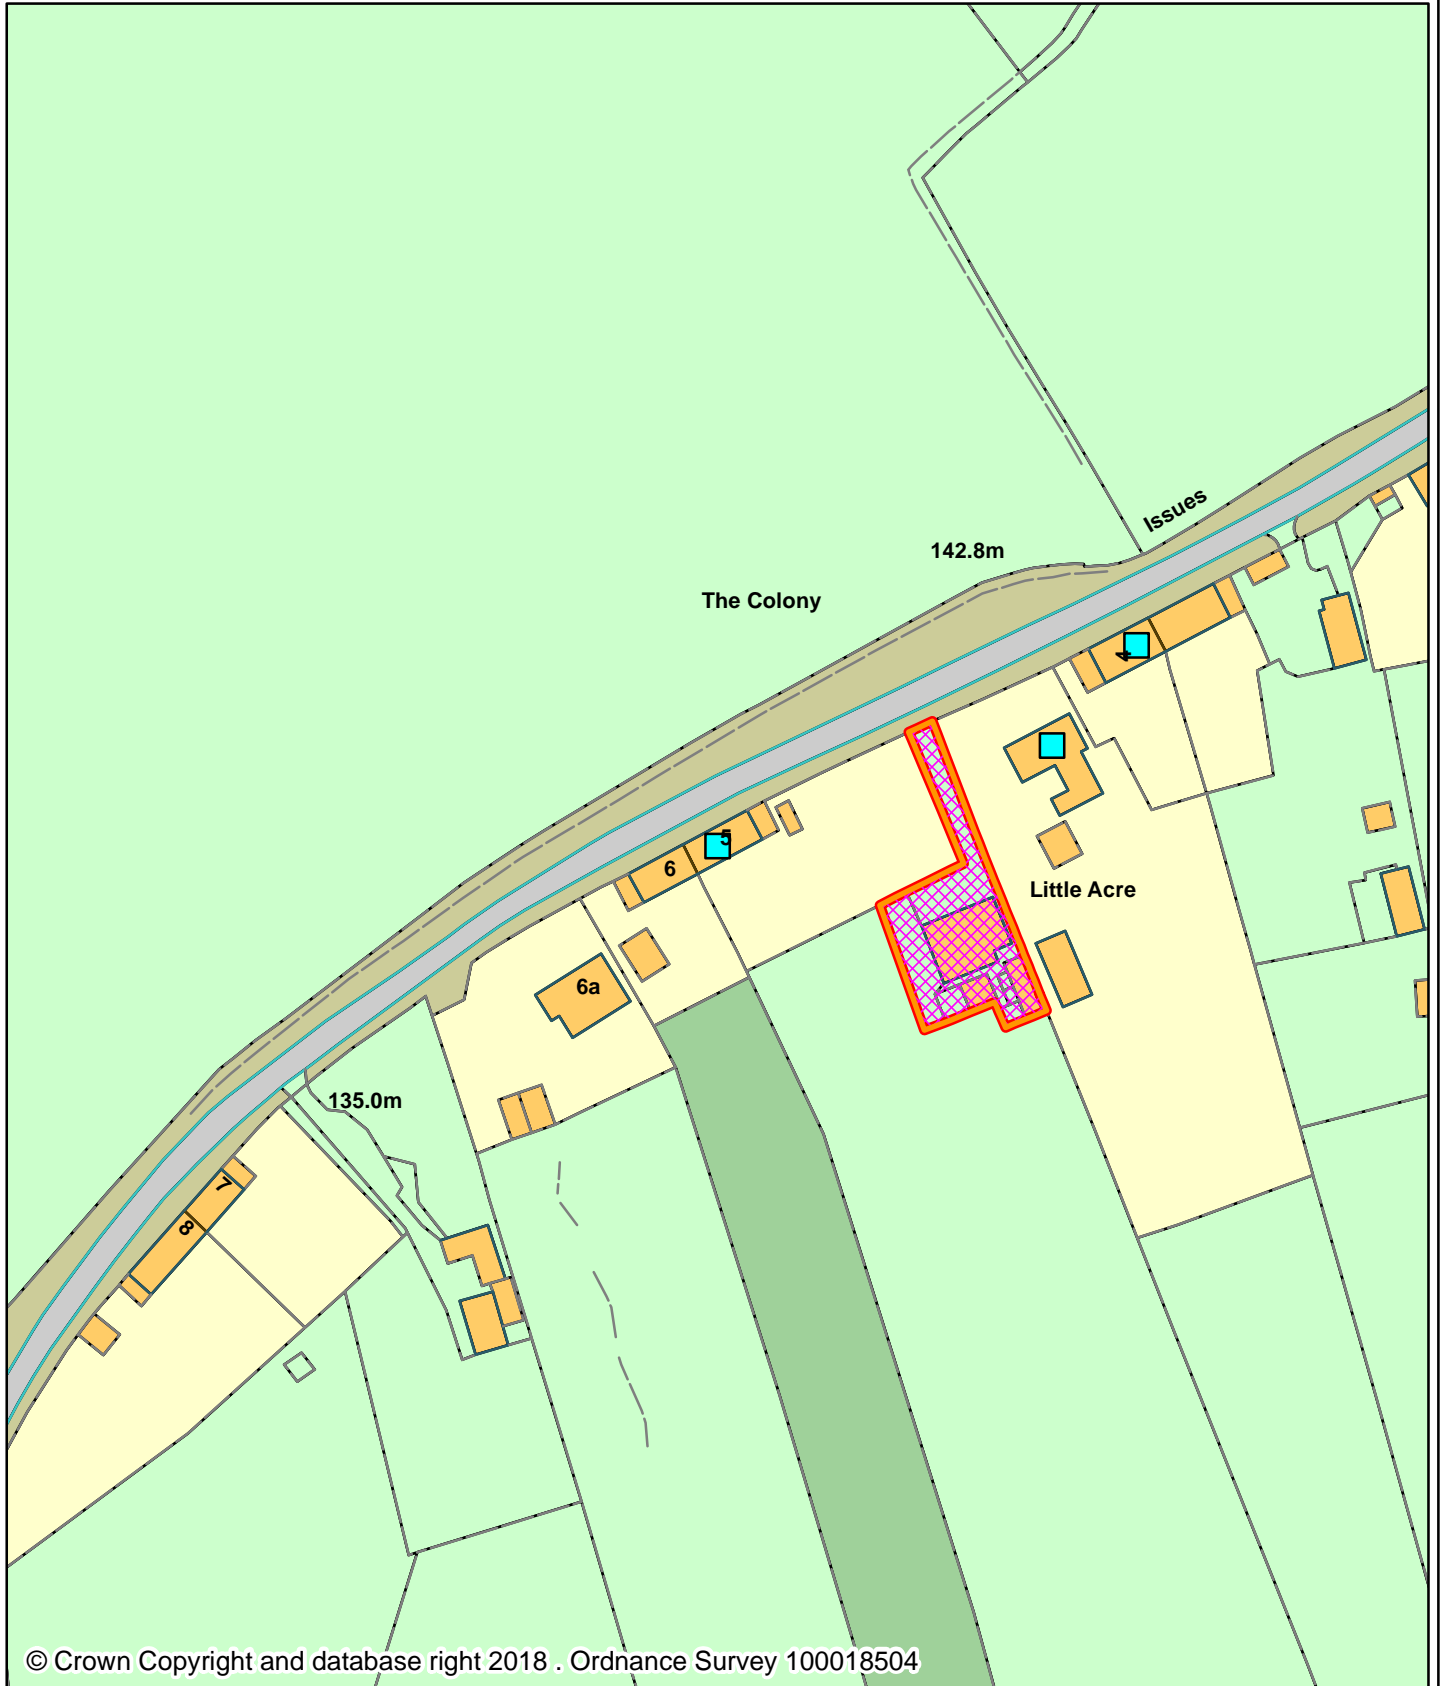 Issues
142.8m
The Colony
4
5
6
Little Acre
6a
135.0m
7
8
© Crown Copyright and database right 2018 . Ordnance Survey 100018504